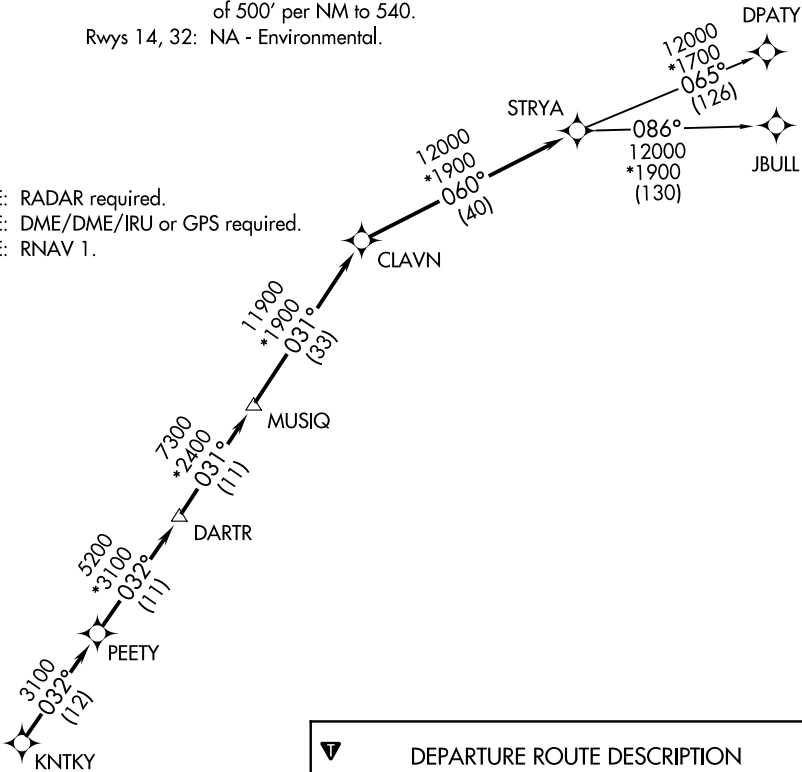 of 500' per NM to 540.
Rwys 14, 32: NA - Environmental.
DPATY
12000
*1700
065°
(126)
STRYA
086°
12000
*1900
(130)
JBULL
12000
*1900
060°
(40)
E: RADAR required.
E: DME/DME/IRU or GPS required.
E: RNAV 1.
CLAVN
11900
*1900
031°
(33)
MUSIQ
7300
*2400
031°
(11)
DARTR
5200
*3100
032°
(11)
PEETY
3100
032°
(12)
KNTKY
T DEPARTURE ROUTE DESCRIPTION